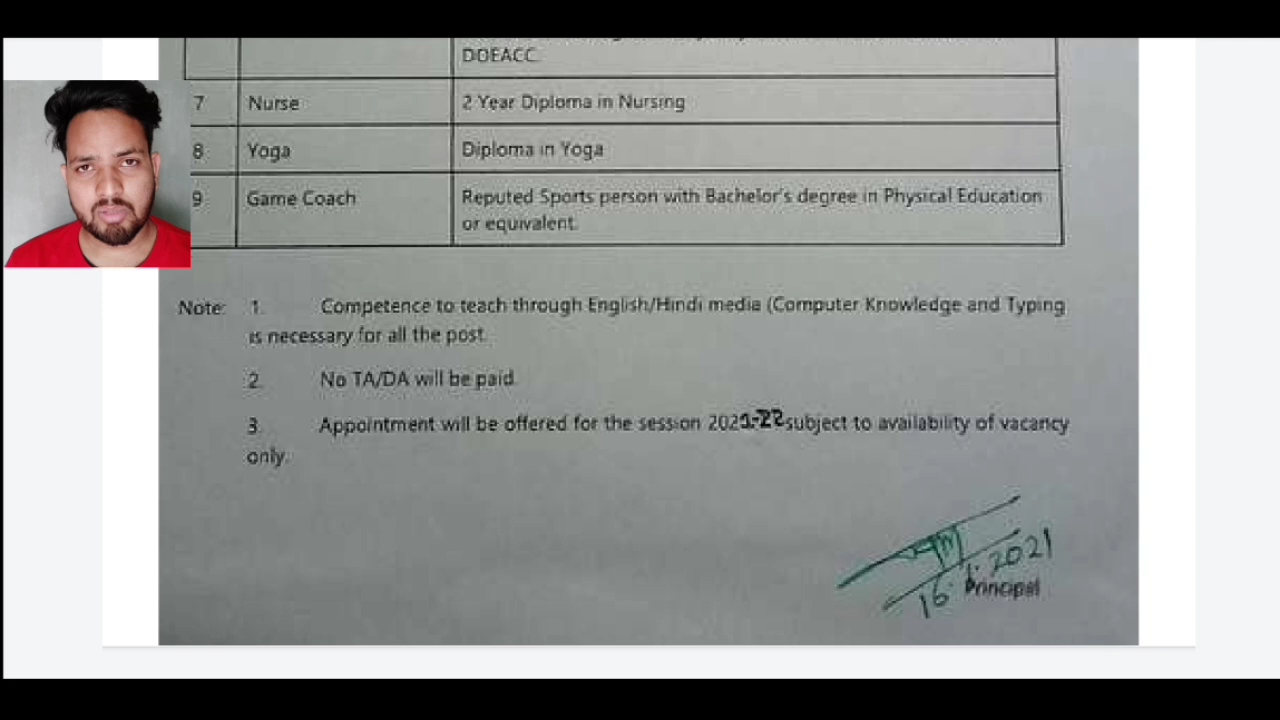 DOEACC.
7 Nurse 2 Year Diploma in Nursing
8 Yoga Diploma in Yoga
9 Game Coach Reputed Sports person with Bachelor's degree in Physical Education
or equivalent.
Note: 1. Competence to teach through English/Hindi media (Computer Knowledge and Typing
is necessary for all the post.
2. No TA/DA will be paid.
3. Appointment will be offered for the session 2021-22 subject to availability of vacancy
only.
16.1.2021
Principal